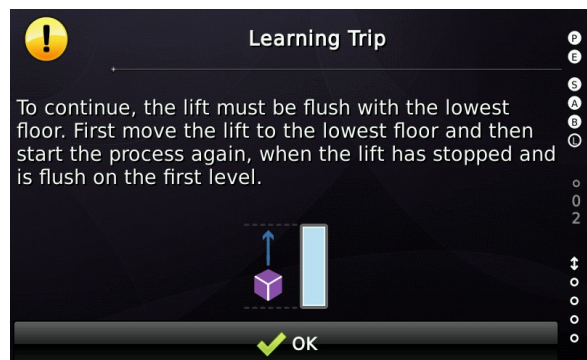 Learning Trip
To continue, the lift must be flush with the lowest
floor. First move the lift to the lowest floor and then
start the process again, when the lift has stopped and
is flush on the first level.
OK
P
E
S
A
B
L
0
2